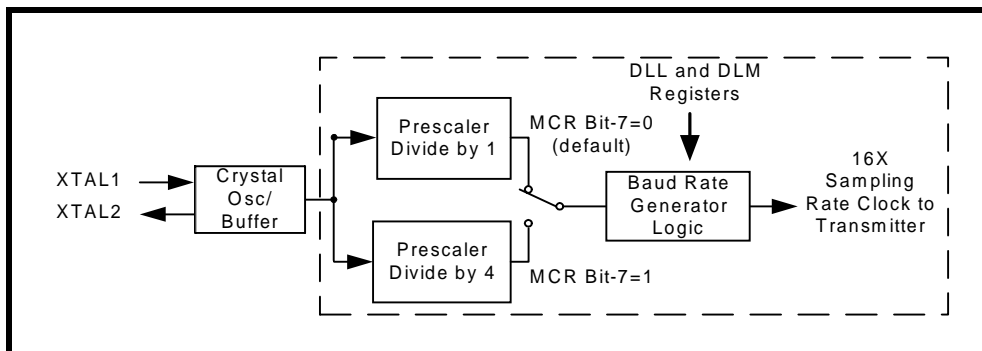 DLL and DLM
Registers
Prescaler
Divide by 1
MCR Bit-7=0
(default)
XTAL1
XTAL2
Crystal
Osc/
Buffer
Baud Rate
Generator
Logic
16X
Sampling
Rate Clock to
Transmitter
Prescaler
Divide by 4
MCR Bit-7=1